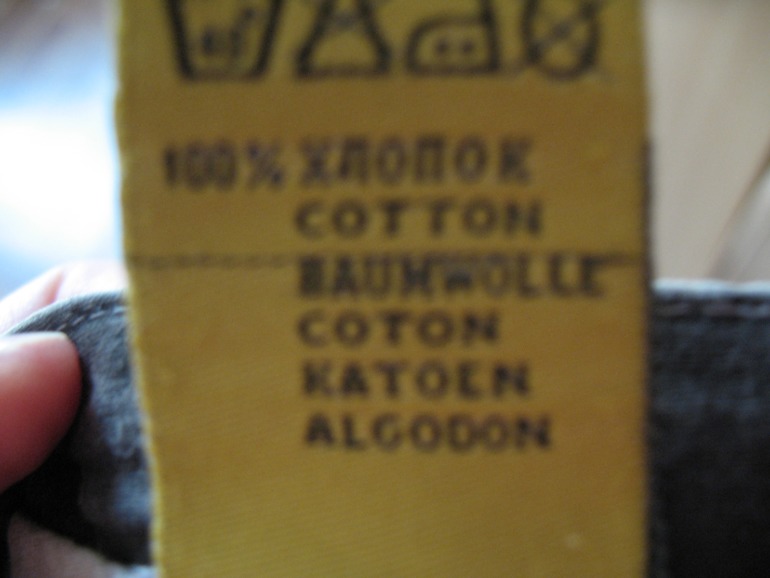 100% ХЛОПОК
COTTON
BAUMWOLLE
COTON
KATOEN
ALGODON